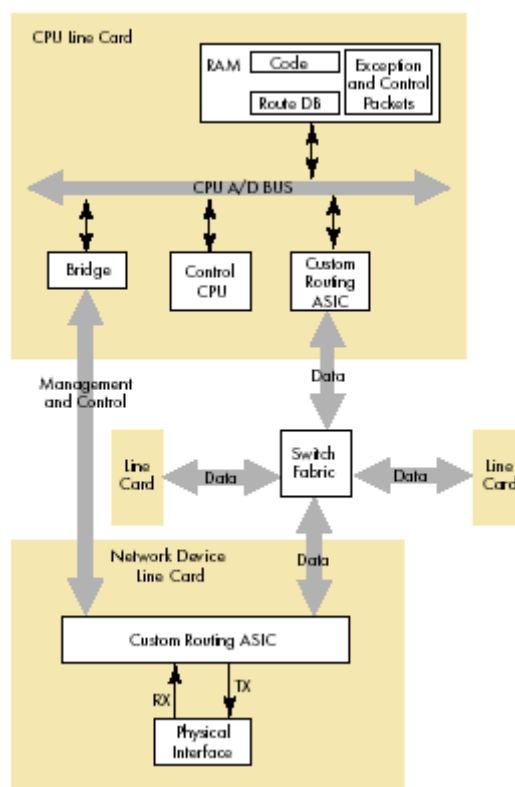 CPU Line Card
RAM
Code
Route DB
Exception
and Control
Packets
CPU A/D BUS
Bridge
Control
CPU
Custom
Routing
ASIC
Management
and Control
Data
Line
Card
Data
Switch
Fabric
Data
Line
Card
Network Device
Line Card
Data
Custom Routing ASIC
RX
TX
Physical
Interface